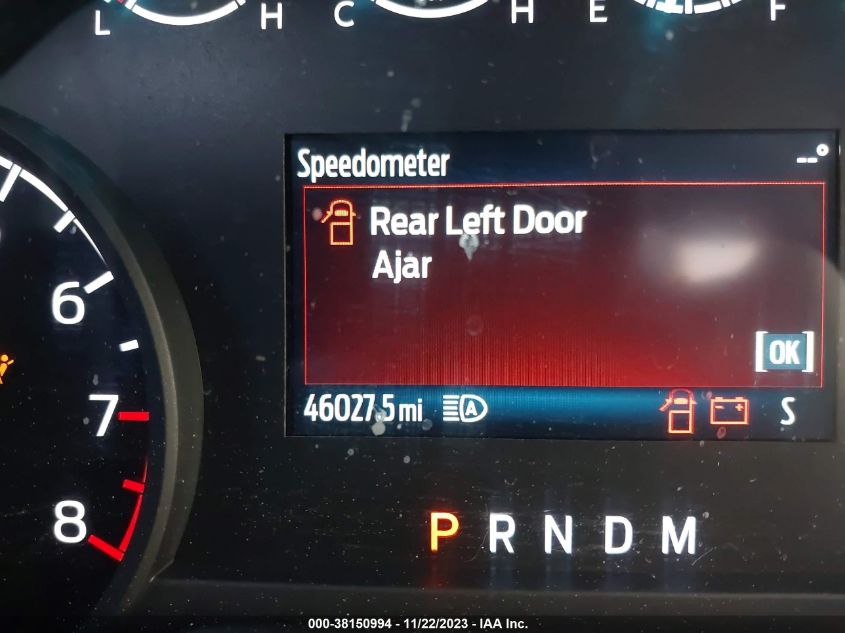 L H C H E F
Speedometer --°
Rear Left Door
Ajar
6
OK
7
46027.5 mi A S
8
P R N D M
000-38150994 - 11/22/2023 - IAA Inc.